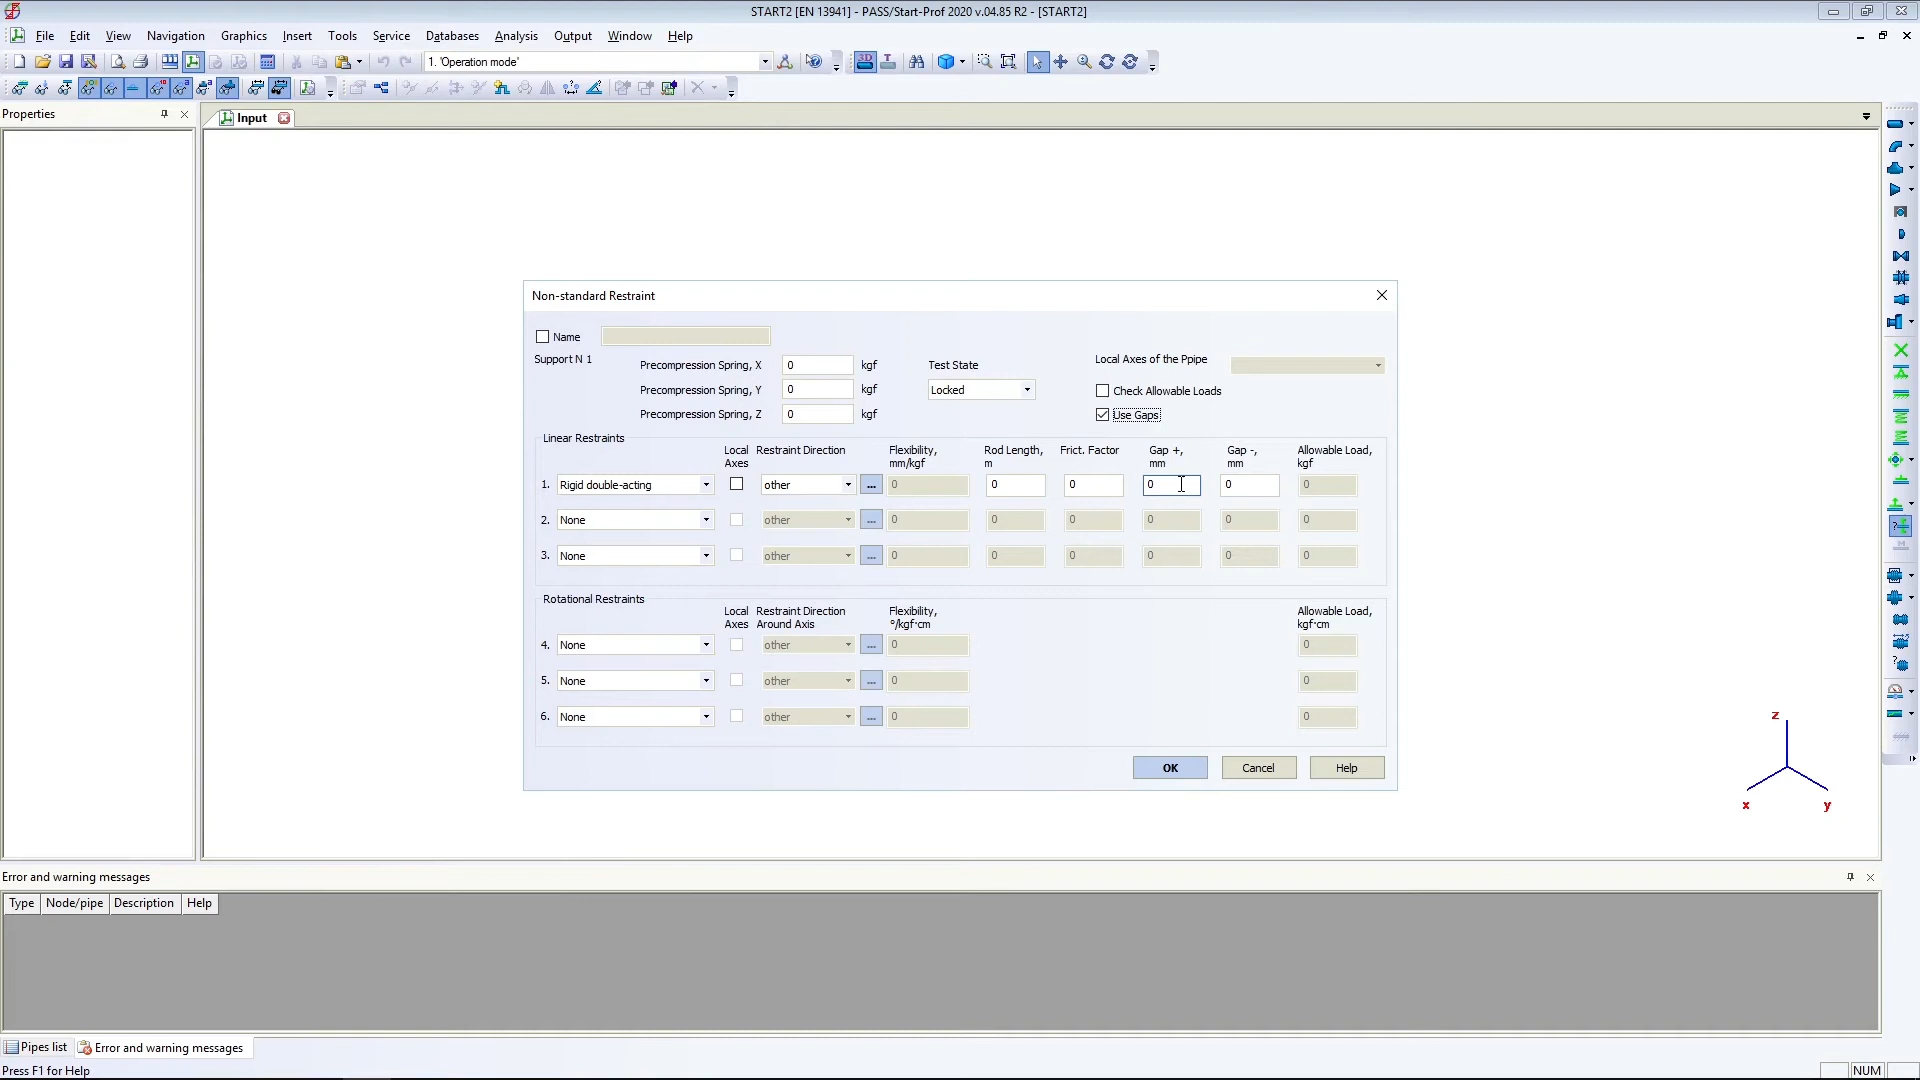 START2 [EN 13941] - PASS/Start-Prof 2020 v.04.85 R2 - [START2]
File Edit View Navigation Graphics Insert Tools Service Databases Analysis Output Window Help
1. 'Operation mode'
3D
Properties
Input
Non-standard Restraint
Name
Support N 1
Precompression Spring, X 0 kgf
Test State
Local Axes of the Ppipe
Precompression Spring, Y 0 kgf
Locked
Check Allowable Loads
Precompression Spring, Z 0 kgf
Use Gaps
Linear Restraints
Local Axes
Restraint Direction
Flexibility, mm/kgf
Rod Length, m
Frict. Factor
Gap +, mm
Gap -, mm
Allowable Load, kgf
1. Rigid double-acting other ... 0 0 0 0 0 0
2. None other ... 0 0 0 0 0 0
3. None other ... 0 0 0 0 0 0
Rotational Restraints
Local Axes
Restraint Direction Around Axis
Flexibility, °/kgf·cm
Allowable Load, kgf·cm
4. None other ... 0 0
5. None other ... 0 0
6. None other ... 0 0
OK Cancel Help
z
x y
Error and warning messages
Type Node/pipe Description Help
Pipes list Error and warning messages
Press F1 for Help
NUM